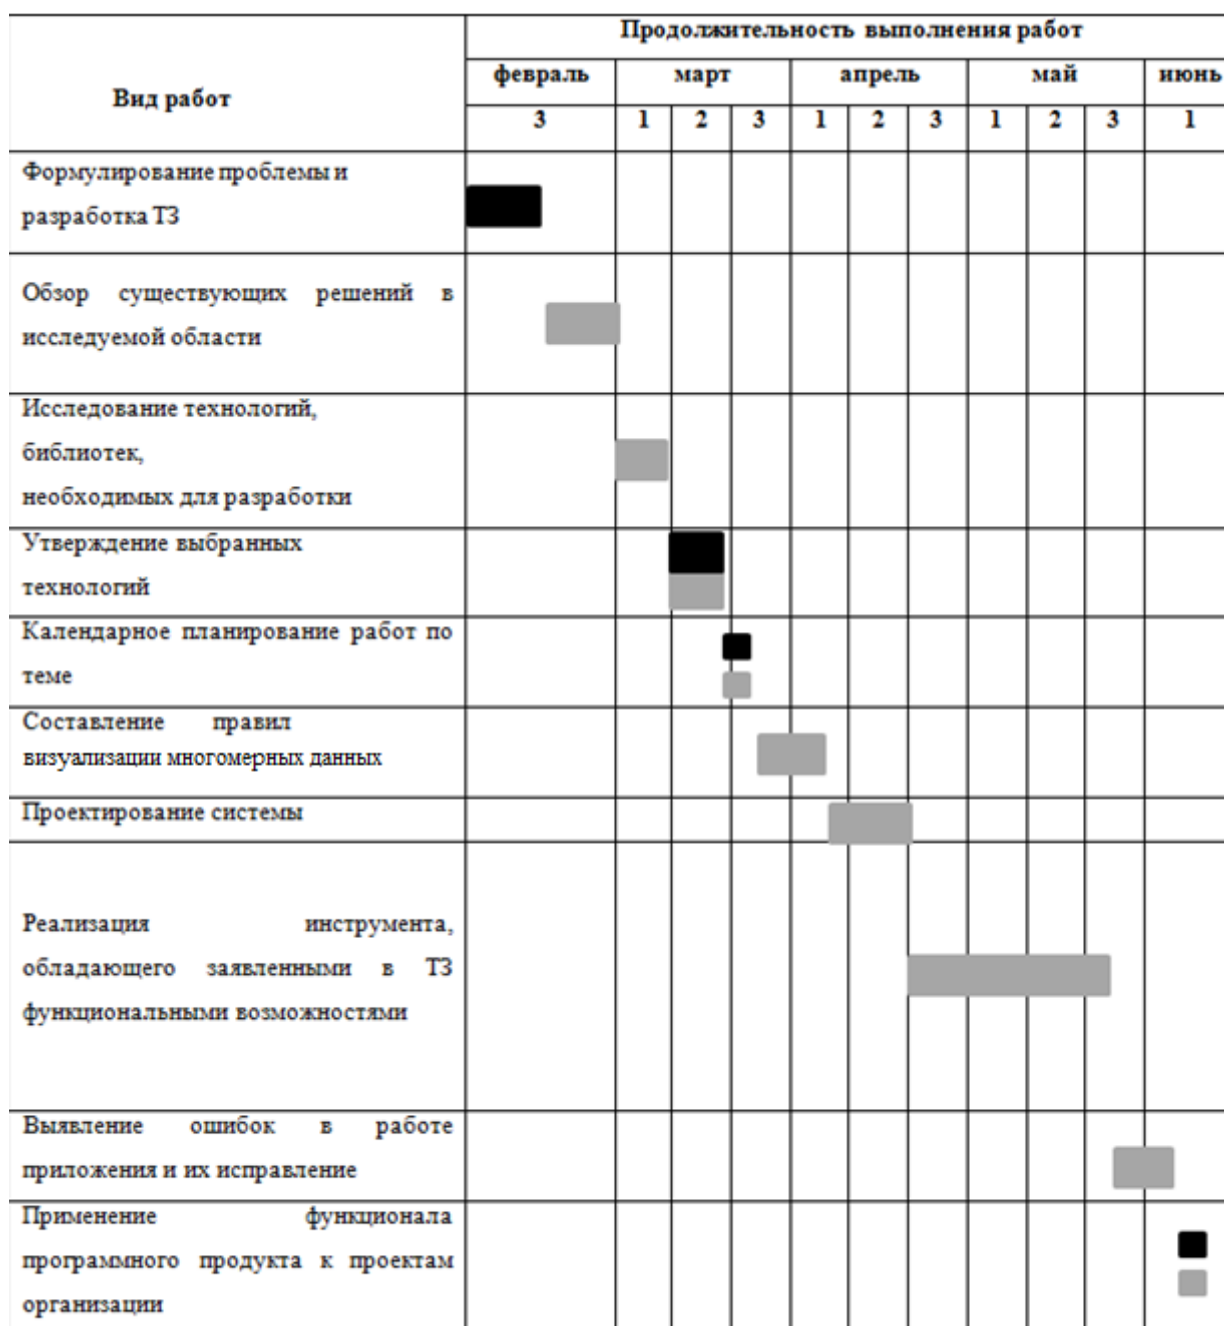 Продолжительность выполнения работ
Вид работ
февраль март апрель май июнь
3 1 2 3 1 2 3 1 2 3 1
Формулирование проблемы и
разработка ТЗ
Обзор существующих решений в
исследуемой области
Исследование технологий,
библиотек,
необходимых для разработки
Утверждение выбранных
технологий
Календарное планирование работ по
теме
Составление правил
визуализации многомерных данных
Проектирование системы
Реализация инструмента,
обладающего заявленными в ТЗ
функциональными возможностями
Выявление ошибок в работе
приложения и их исправление
Применение функционала
программного продукта к проектам
организации